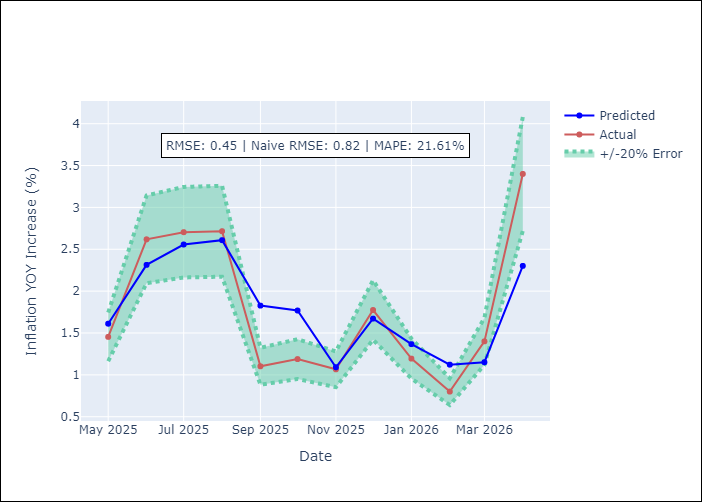 RMSE: 0.45 | Naive RMSE: 0.82 | MAPE: 21.61%
Predicted
Actual
+/-20% Error
Inflation YOY Increase (%)
4
3.5
3
2.5
2
1.5
1
0.5
May 2025
Jul 2025
Sep 2025
Nov 2025
Jan 2026
Mar 2026
Date